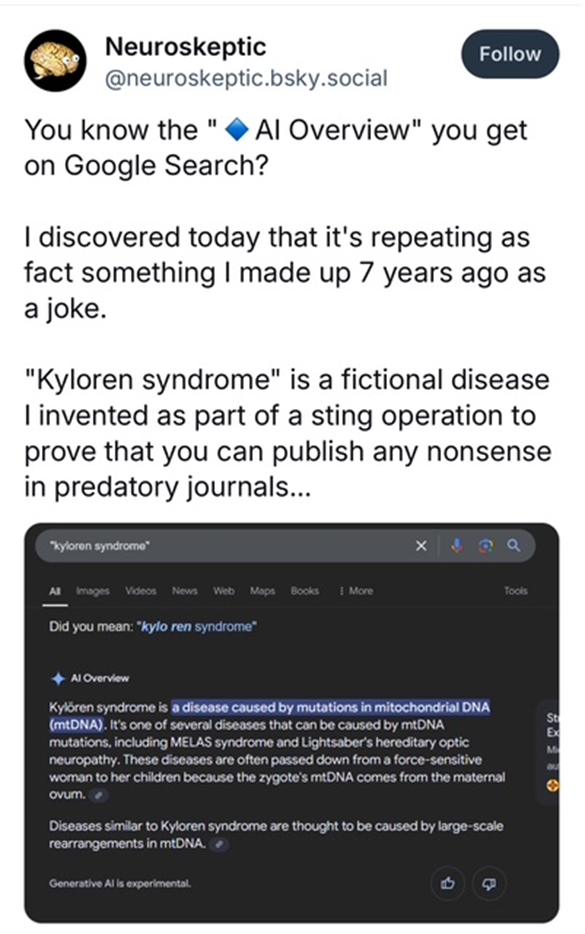 Neuroskeptic
@neuroskeptic.bsky.social
Follow
You know the "🔷 AI Overview" you get
on Google Search?
I discovered today that it's repeating as
fact something I made up 7 years ago as
a joke.
"Kyloren syndrome" is a fictional disease
I invented as part of a sting operation to
prove that you can publish any nonsense
in predatory journals...
"kyloren syndrome"
All Images Videos News Web Maps Books More Tools
Did you mean: "kylo ren syndrome"
AI Overview
Kylören syndrome is a disease caused by mutations in mitochondrial DNA
(mtDNA). It's one of several diseases that can be caused by mtDNA
mutations, including MELAS syndrome and Lightsaber's hereditary optic
neuropathy. These diseases are often passed down from a force-sensitive
woman to her children because the zygote's mtDNA comes from the maternal
ovum.
Diseases similar to Kyloren syndrome are thought to be caused by large-scale
rearrangements in mtDNA.
Generative AI is experimental.